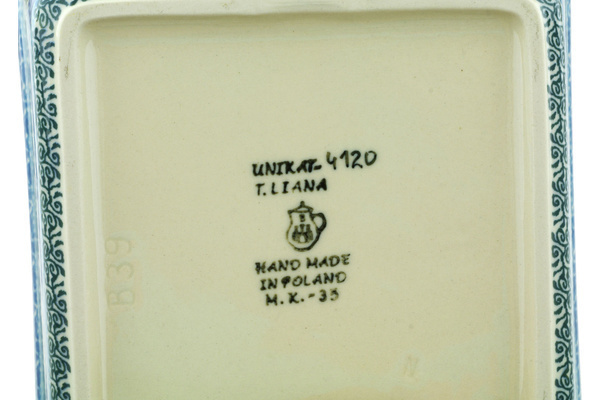 UNIKAT-4120
T. LIANA
HAND MADE
IN POLAND
M.K.-35
B39
N